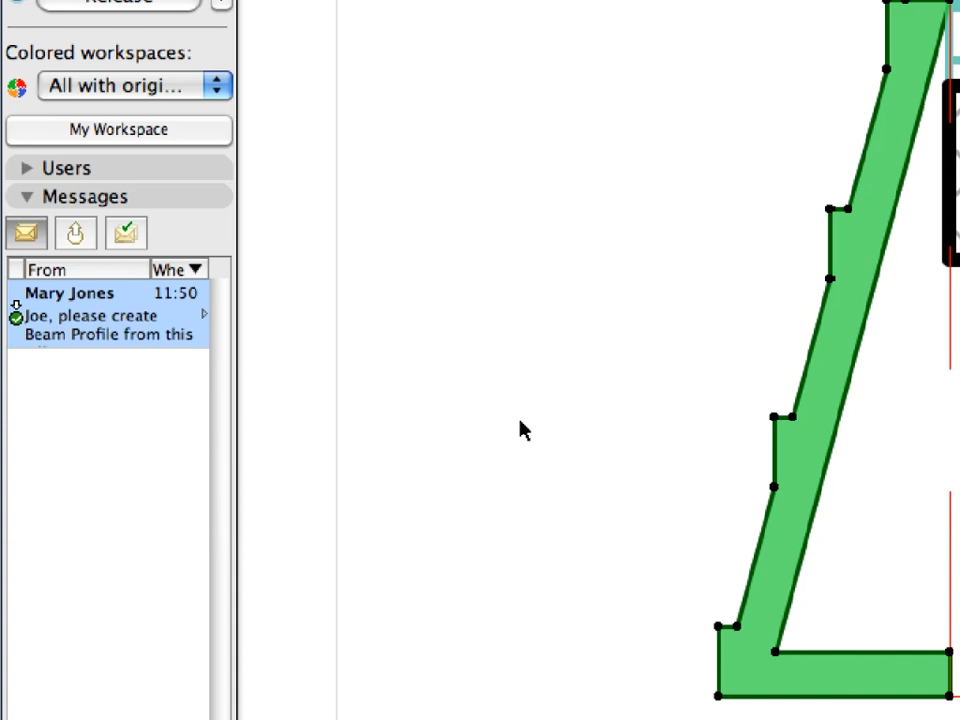 Release
Colored workspaces:
All with origi...
My Workspace
Users
Messages
From
Whe
Mary Jones
11:50
Joe, please create
Beam Profile from this